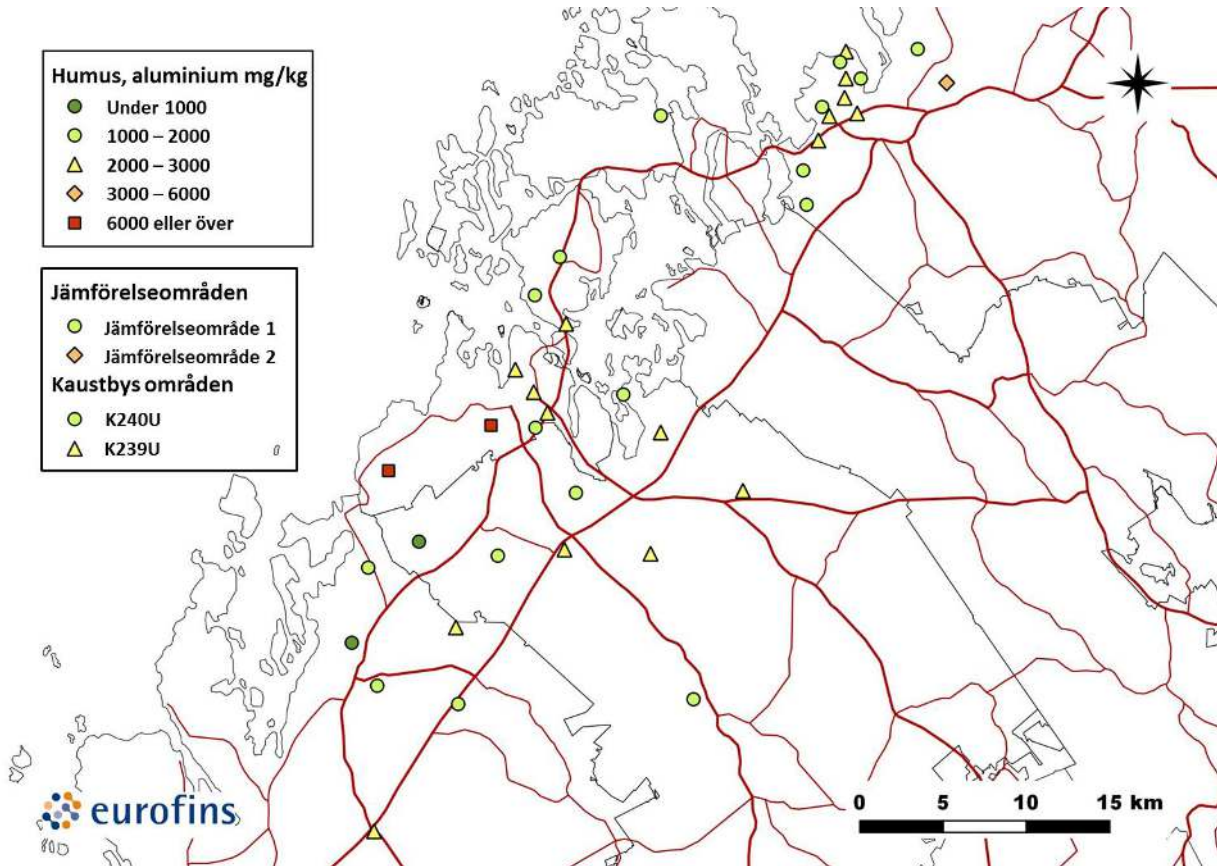 Humus, aluminium mg/kg
Under 1000
1000 – 2000
2000 – 3000
3000 – 6000
6000 eller över
Jämförelseområden
Jämförelseområde 1
Jämförelseområde 2
Kaustbys områden
K240U
K239U
eurofins
0 5 10 15 km